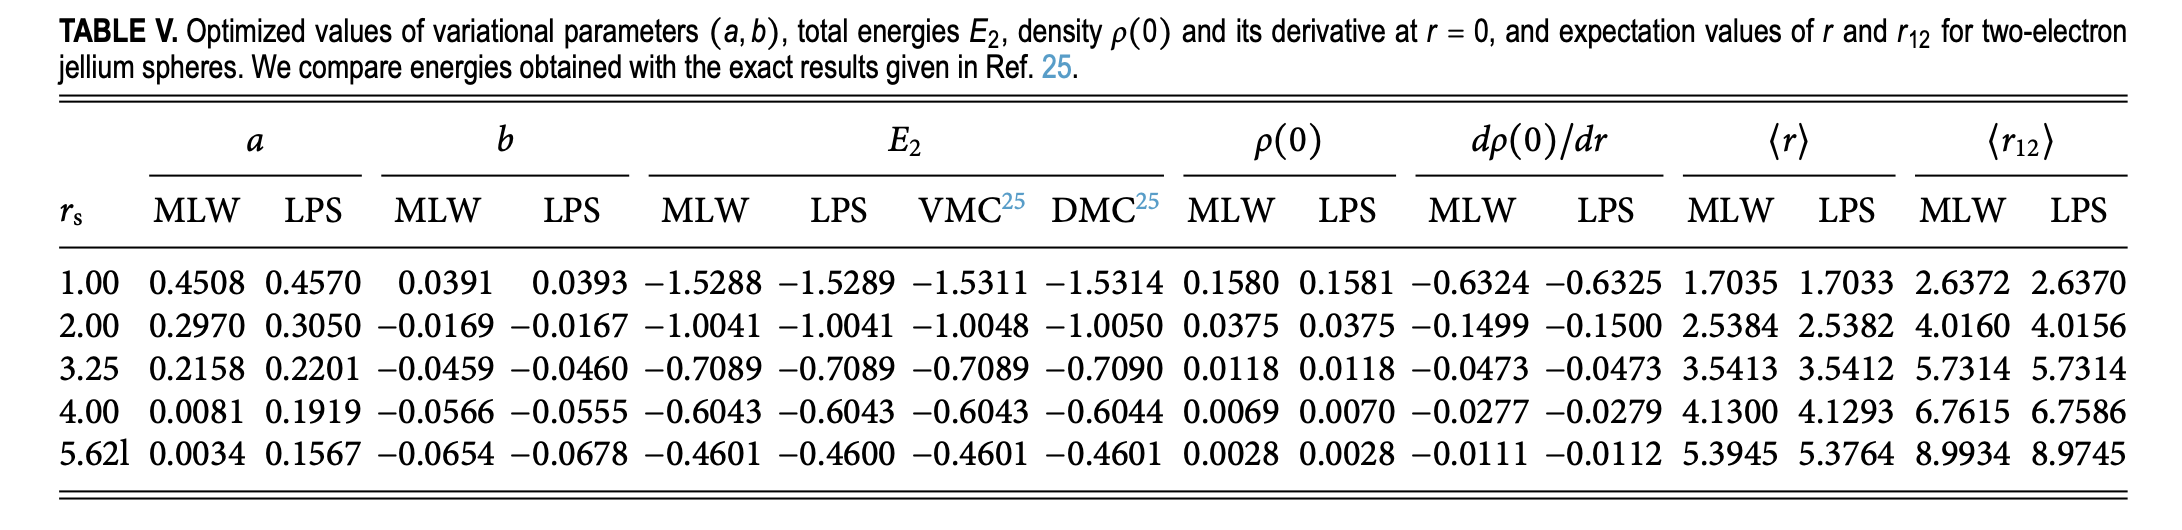 TABLE V. Optimized values of variational parameters (a, b), total energies E₂, density ρ(0) and its derivative at r = 0, and expectation values of r and r₁₂ for two-electron
jellium spheres. We compare energies obtained with the exact results given in Ref. 25.
a b E₂ ρ(0) dρ(0)/dr ⟨r⟩ ⟨r₁₂⟩
rₛ MLW LPS MLW LPS MLW LPS VMC²⁵ DMC²⁵ MLW LPS MLW LPS MLW LPS MLW LPS
1.00 0.4508 0.4570 0.0391 0.0393 −1.5288 −1.5289 −1.5311 −1.5314 0.1580 0.1581 −0.6324 −0.6325 1.7035 1.7033 2.6372 2.6370
2.00 0.2970 0.3050 −0.0169 −0.0167 −1.0041 −1.0041 −1.0048 −1.0050 0.0375 0.0375 −0.1499 −0.1500 2.5384 2.5382 4.0160 4.0156
3.25 0.2158 0.2201 −0.0459 −0.0460 −0.7089 −0.7089 −0.7089 −0.7090 0.0118 0.0118 −0.0473 −0.0473 3.5413 3.5412 5.7314 5.7314
4.00 0.0081 0.1919 −0.0566 −0.0555 −0.6043 −0.6043 −0.6043 −0.6044 0.0069 0.0070 −0.0277 −0.0279 4.1300 4.1293 6.7615 6.7586
5.62l 0.0034 0.1567 −0.0654 −0.0678 −0.4601 −0.4600 −0.4601 −0.4601 0.0028 0.0028 −0.0111 −0.0112 5.3945 5.3764 8.9934 8.9745